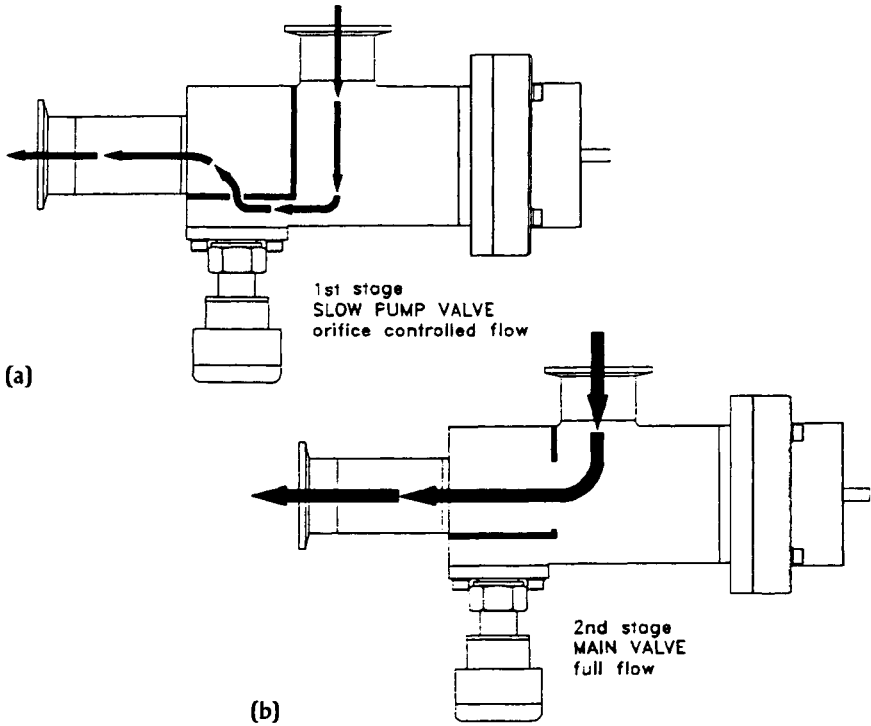 1st stage
SLOW PUMP VALVE
orifice controlled flow
(a)
2nd stage
MAIN VALVE
full flow
(b)